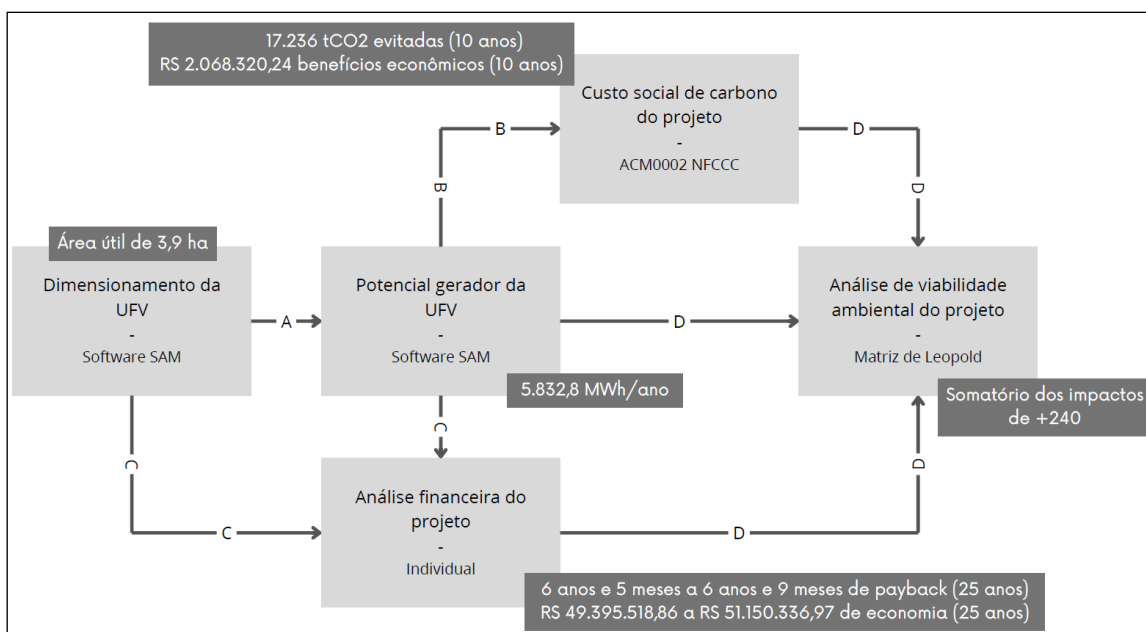 17.236 tCO2 evitadas (10 anos)
RS 2.068.320,24 benefícios econômicos (10 anos)
Custo social de carbono
do projeto
-
ACM0002 NFCCC
B
D
B
D
Área útil de 3,9 ha
Dimensionamento da
UFV
-
Software SAM
A
Potencial gerador da
UFV
-
Software SAM
5.832,8 MWh/ano
D
Análise de viabilidade
ambiental do projeto
-
Matriz de Leopold
Somatório dos impactos
de +240
C
C
D
C
Análise financeira do
projeto
-
Individual
D
6 anos e 5 meses a 6 anos e 9 meses de payback (25 anos)
RS 49.395.518,86 a RS 51.150.336,97 de economia (25 anos)